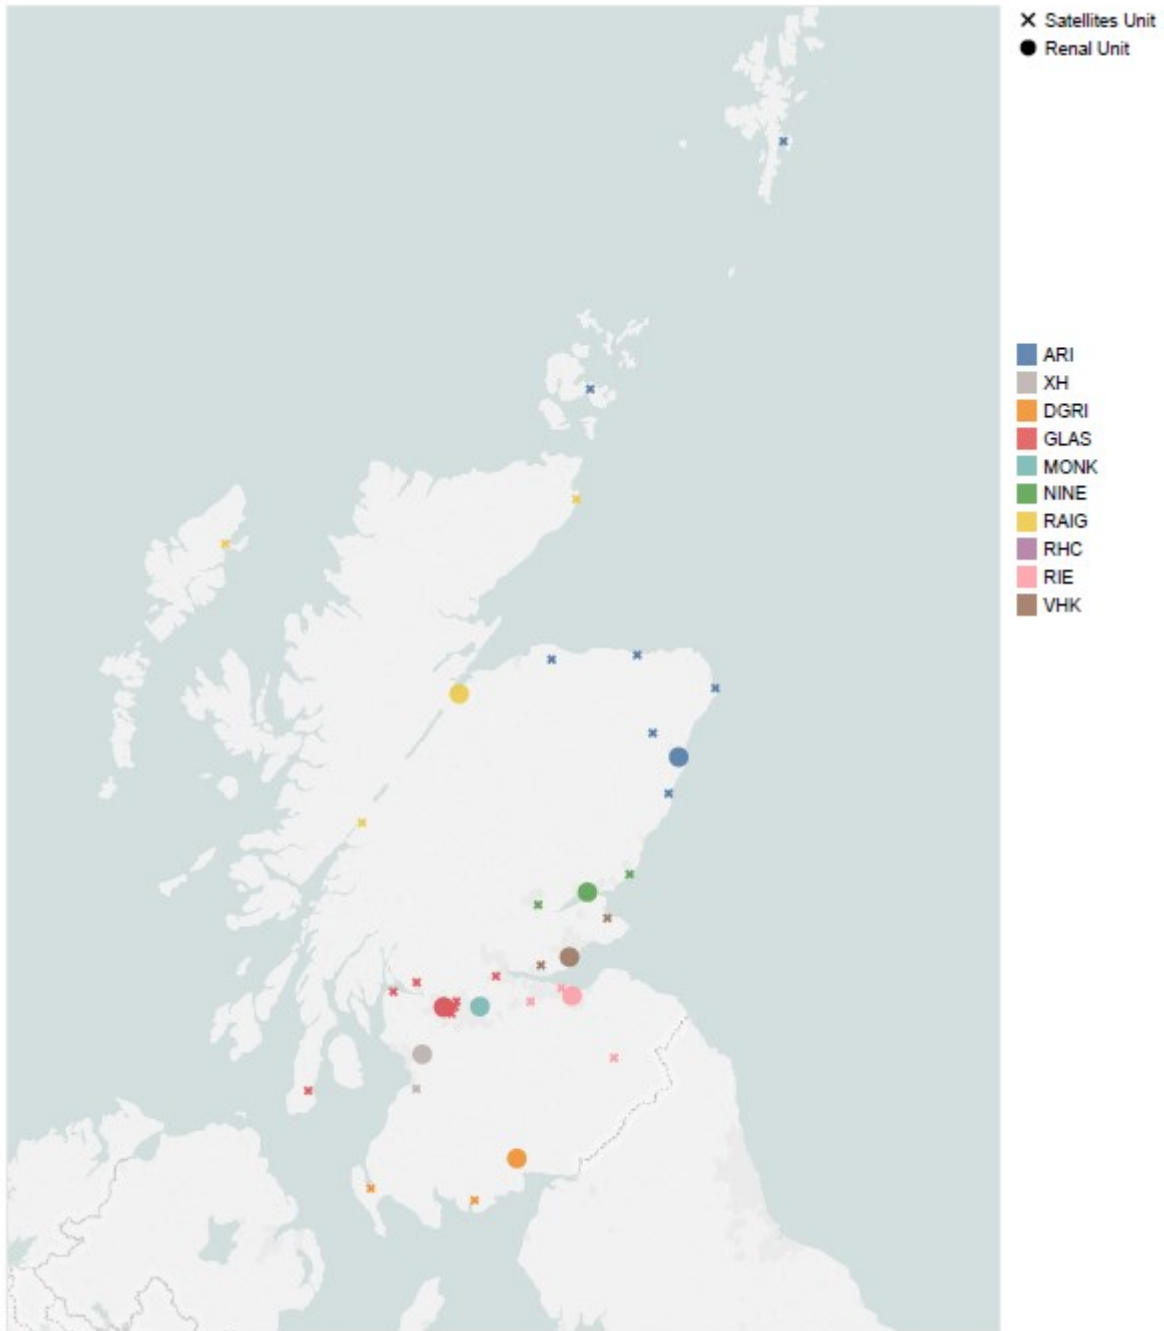 Satellites Unit
Renal Unit
ARI
XH
DGRI
GLAS
MONK
NINE
RAIG
RHC
RIE
VHK